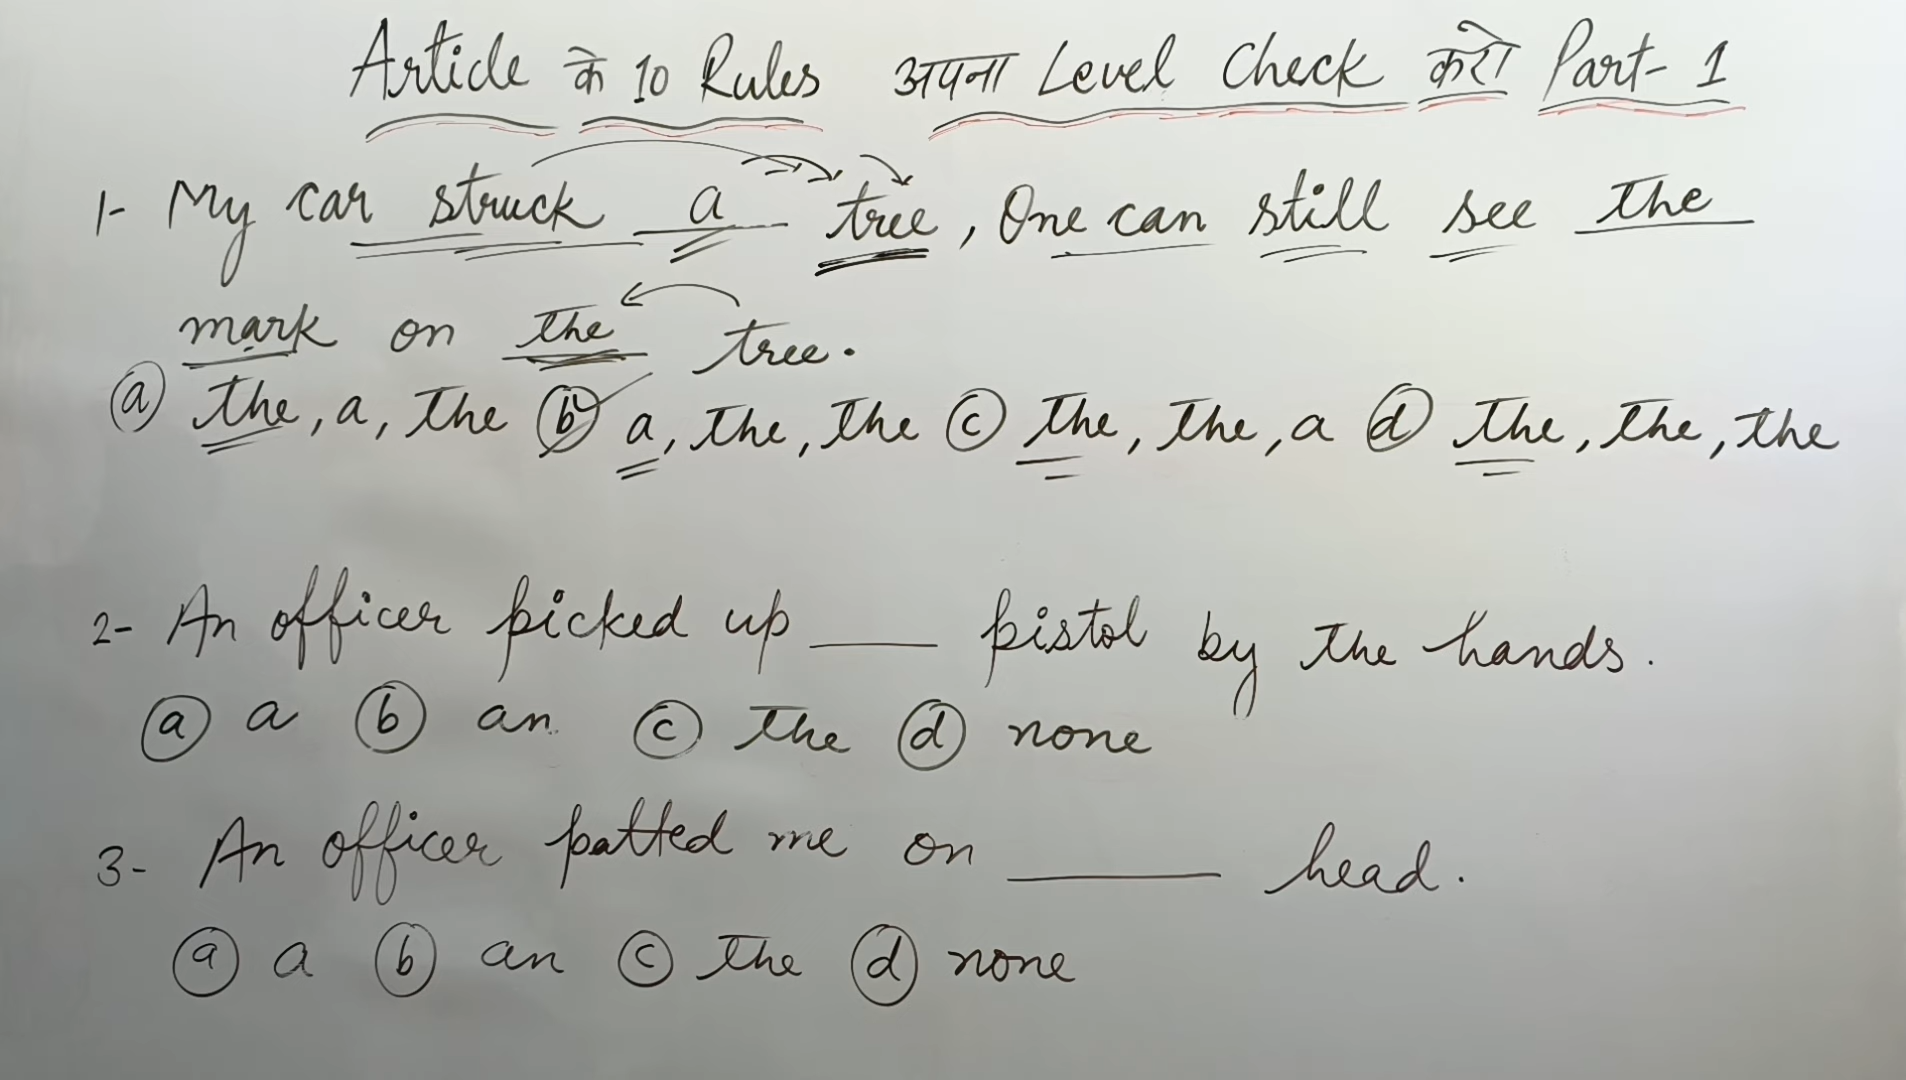 Article के 10 Rules अपना Level Check करो Part-1
1- My car struck a tree, One can still see the
mark on the tree.
(a) the, a, the (b) a, the, the (c) the, the, a (d) the, the, the
2- An officer picked up ___ pistol by the hands.
(a) a (b) an (c) the (d) none
3- An officer patted me on ___ head.
(a) a (b) an (c) the (d) none